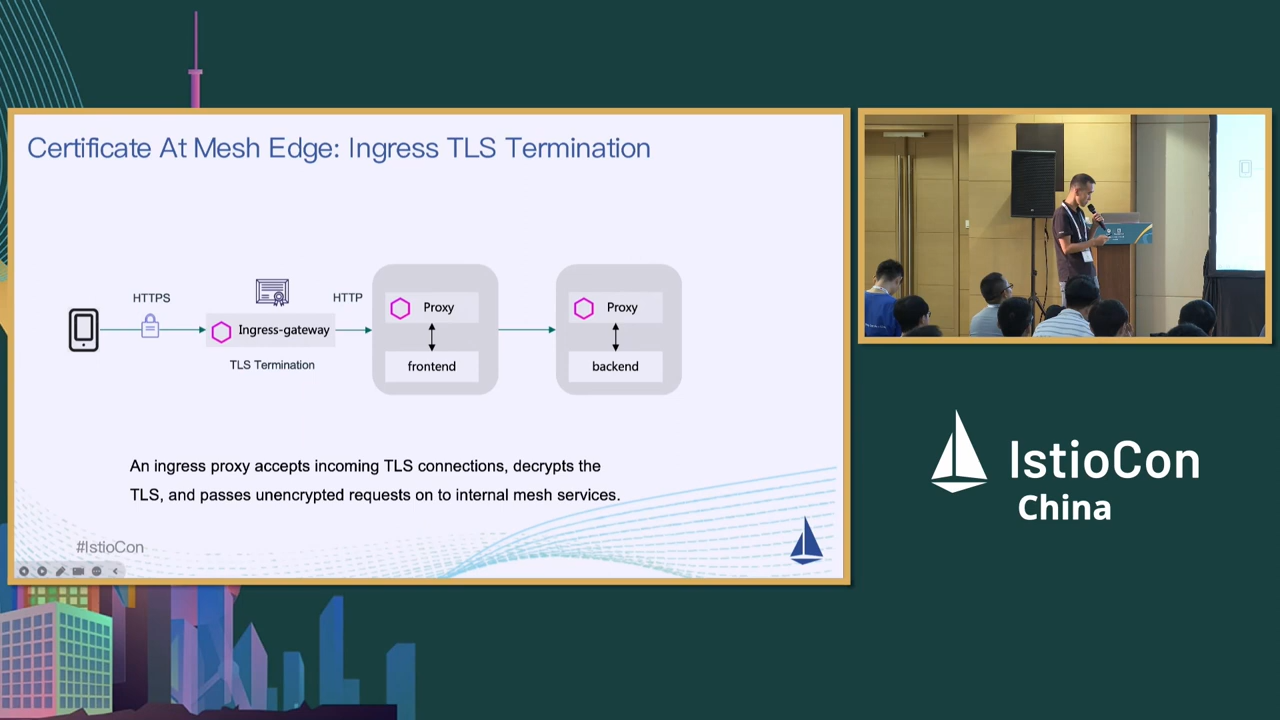 Certificate At Mesh Edge: Ingress TLS Termination
HTTPS
HTTP
Ingress-gateway
TLS Termination
Proxy
frontend
Proxy
backend
An ingress proxy accepts incoming TLS connections, decrypts the
TLS, and passes unencrypted requests on to internal mesh services.
#IstioCon
IstioCon
China